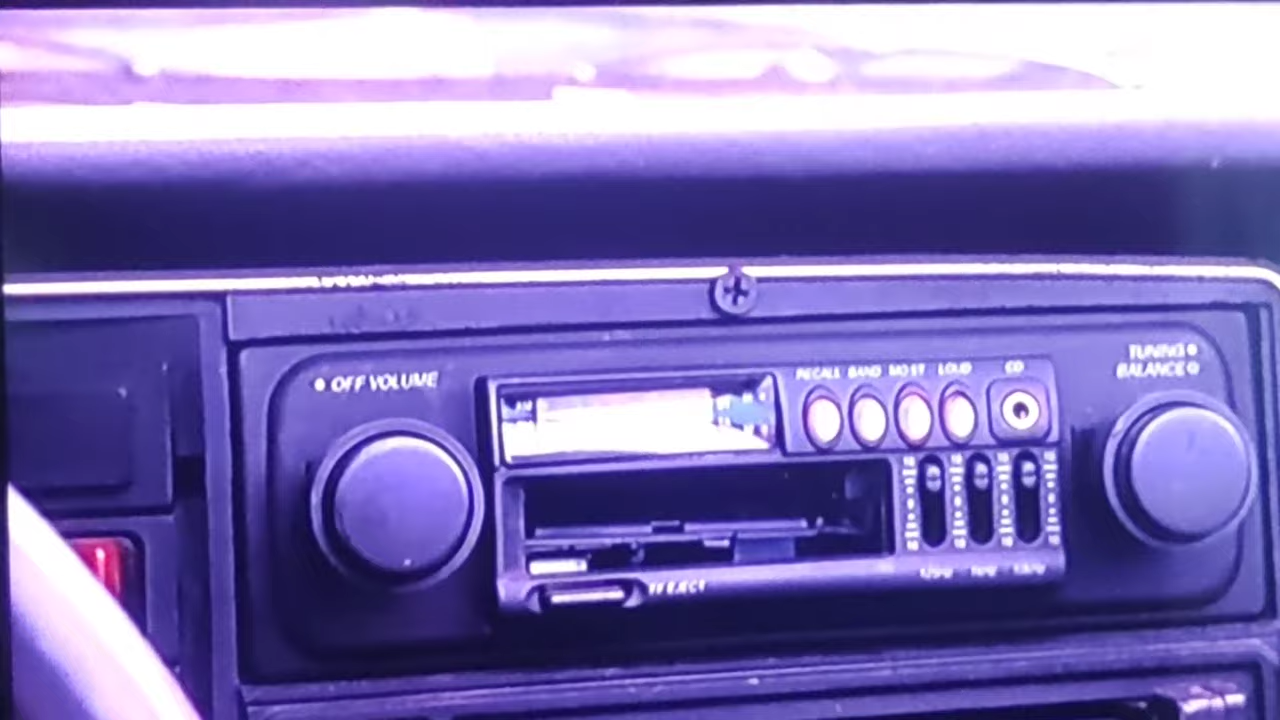 OFF VOLUME
RECALL BAND MO ST LOUD CD
TUNING
BALANCE
EJECT